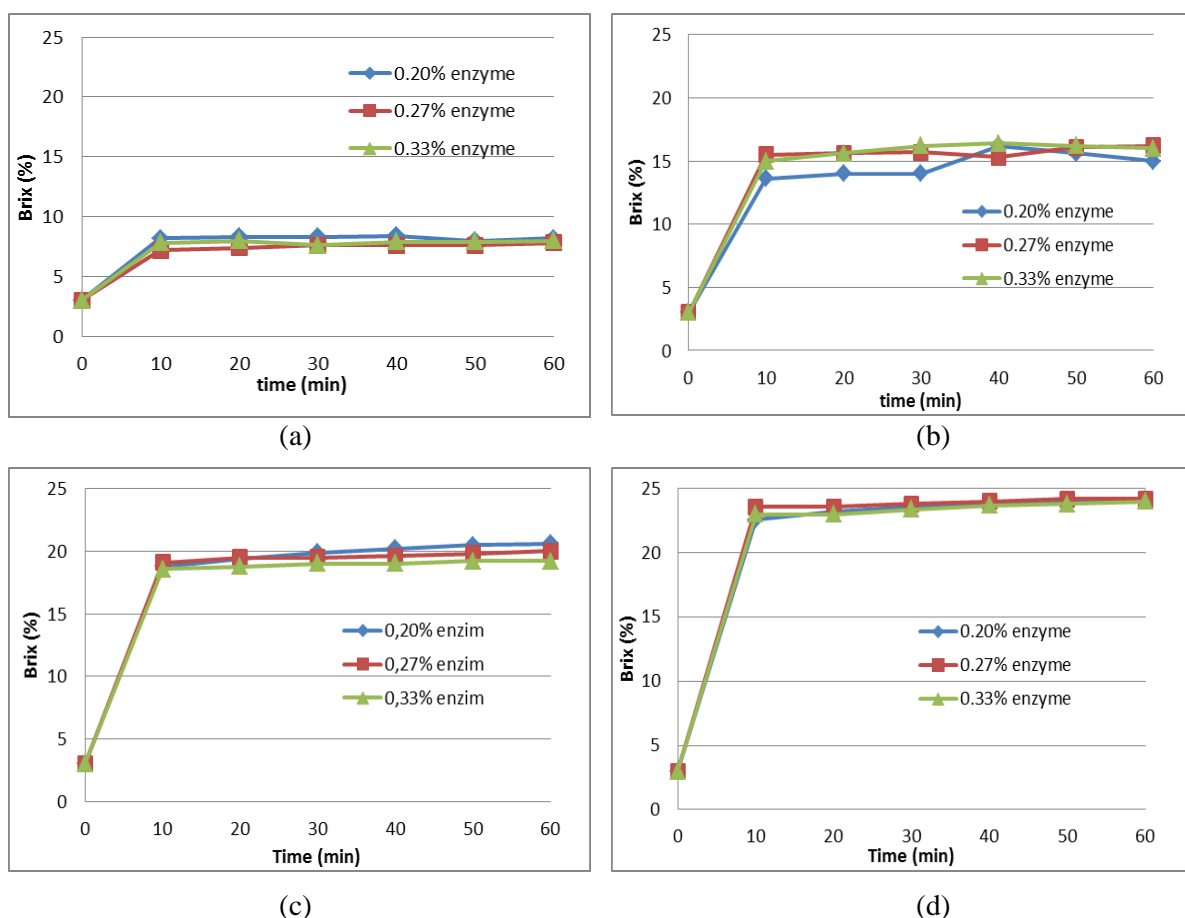 25
20
15
10
5
0
Brix (%)
0.20% enzyme
0.27% enzyme
0.33% enzyme
0 10 20 30 40 50 60
time (min)
(a)
25
20
15
10
5
0
Brix (%)
0.20% enzyme
0.27% enzyme
0.33% enzyme
0 10 20 30 40 50 60
time (min)
(b)
25
20
15
10
5
0
Brix (%)
0,20% enzim
0,27% enzim
0,33% enzim
0 10 20 30 40 50 60
Time (min)
(c)
25
20
15
10
5
0
Brix (%)
0.20% enzyme
0.27% enzyme
0.33% enzyme
0 10 20 30 40 50 60
Time (min)
(d)